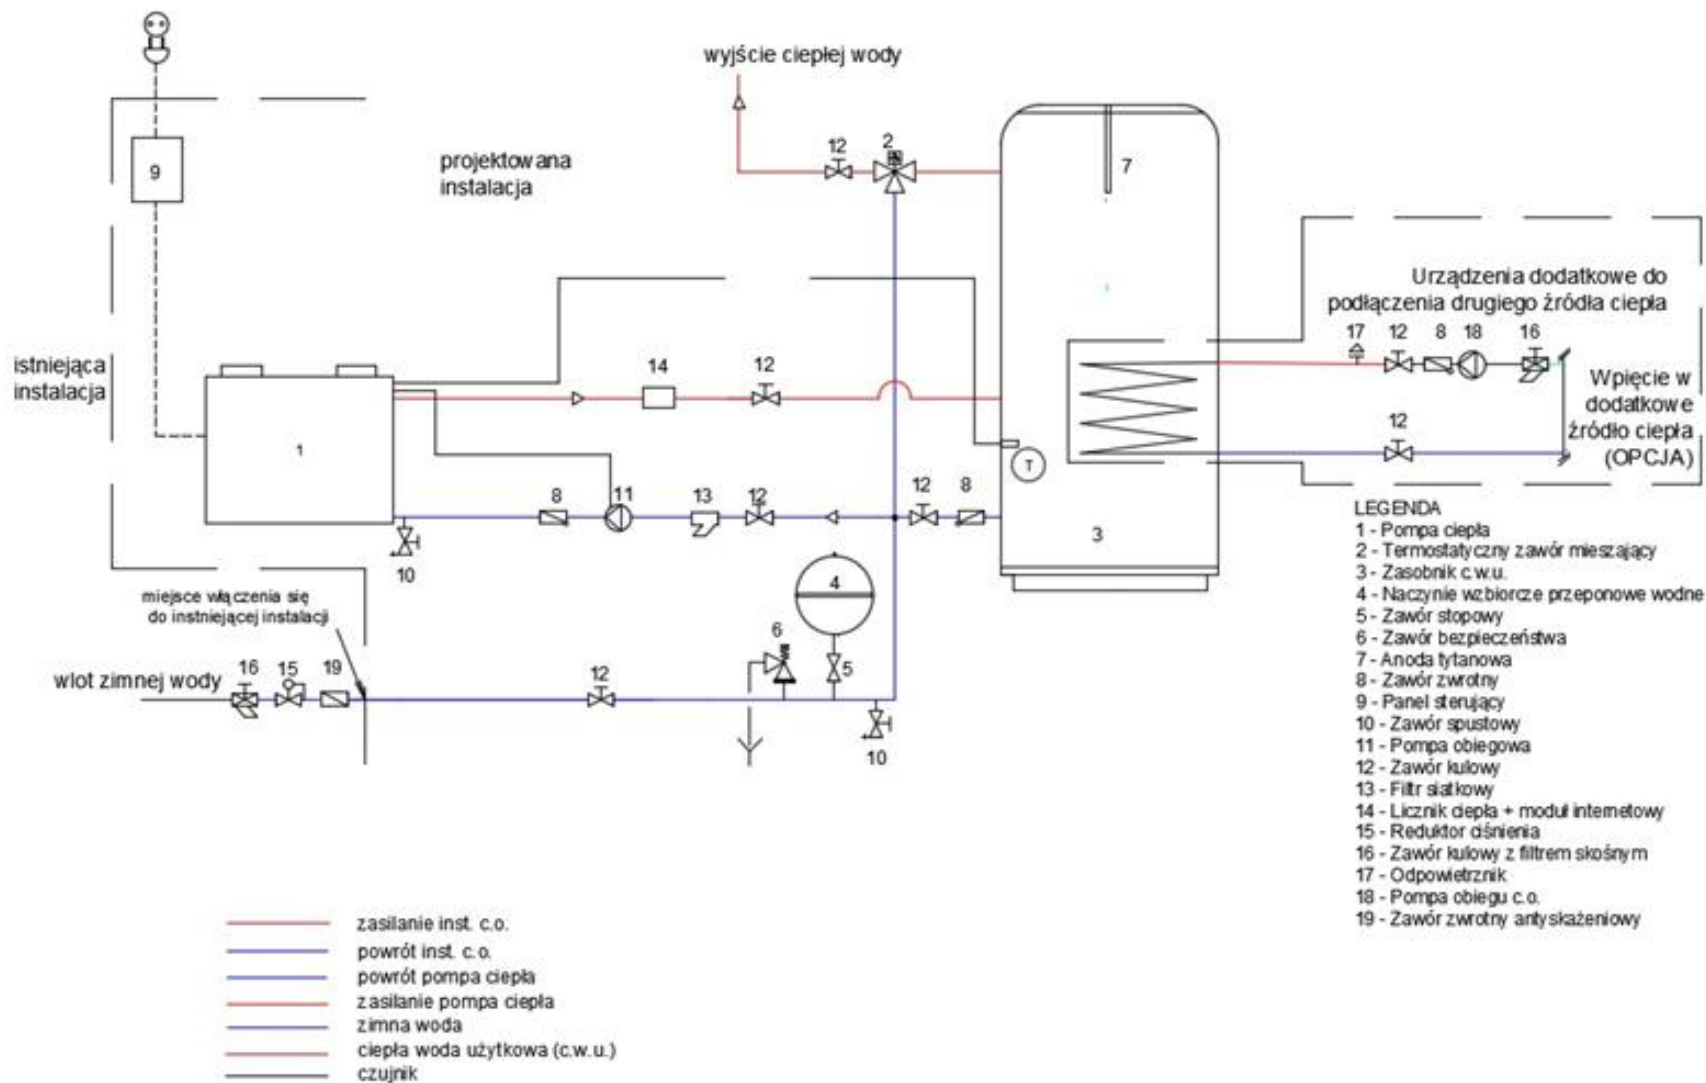 wyjście ciepłej wody
12
2
9
projektowana
instalacja
7
Urządzenia dodatkowe do
podłączenia drugiego źródła ciepła
17
12
8
18
16
istniejąca
instalacja
14
12
Wpięcie w
dodatkowe
źródło ciepła
(OPCJA)
12
1
T
8
11
13
12
12
8
3
10
4
LEGENDA
1 - Pompa ciepła
2 - Termostatyczny zawór mieszający
3 - Zasobnik c.w.u.
4 - Naczynie wzbiorcze przeponowe wodne
5 - Zawór stopowy
6 - Zawór bezpieczeństwa
7 - Anoda tytanowa
8 - Zawór zwrotny
9 - Panel sterujący
10 - Zawór spustowy
11 - Pompa obiegowa
12 - Zawór kulowy
13 - Filtr siatkowy
14 - Licznik ciepła + moduł internetowy
15 - Reduktor ciśnienia
16 - Zawór kulowy z filtrem skośnym
17 - Odpowietrznik
18 - Pompa obiegu c.o.
19 - Zawór zwrotny antyskażeniowy
miejsce włączenia się
do instniejącej instalacji
6
5
wlot zimnej wody
16
15
19
12
10
zasilanie inst. c.o.
powrót inst. c.o.
powrót pompa ciepła
zasilanie pompa ciepła
zimna woda
ciepła woda użytkowa (c.w.u.)
czujnik